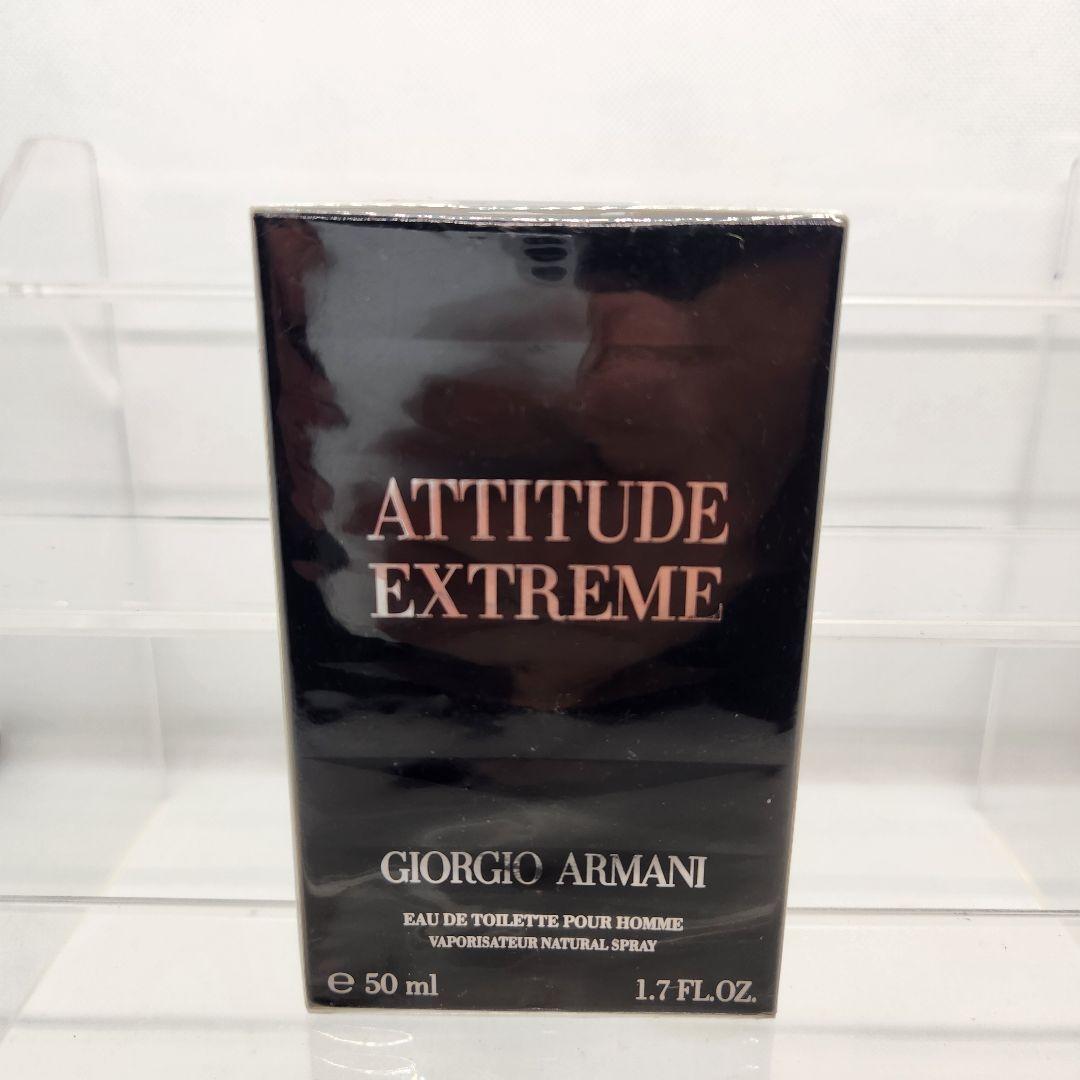 ATTITUDE
EXTREME
GIORGIO ARMANI
EAU DE TOILETTE POUR HOMME
VAPORISATEUR NATURAL SPRAY
℮ 50 ml 1.7 FL.OZ.